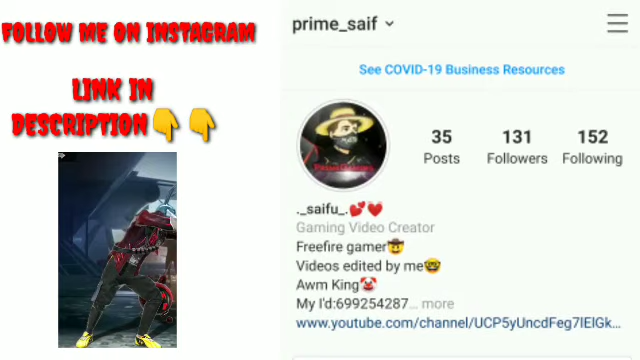 FOLLOW ME ON INSTAGRAM
LINK IN
DESCRIPTION👇👇
prime_saif
See COVID-19 Business Resources
35
Posts
131
Followers
152
Following
._saifu_.💕❤️
Gaming Video Creator
Freefire gamer🤠
Videos edited by me🤓
Awm King🤡
My I'd:699254287... more
www.youtube.com/channel/UCP5yUncdFeg7lElGk...